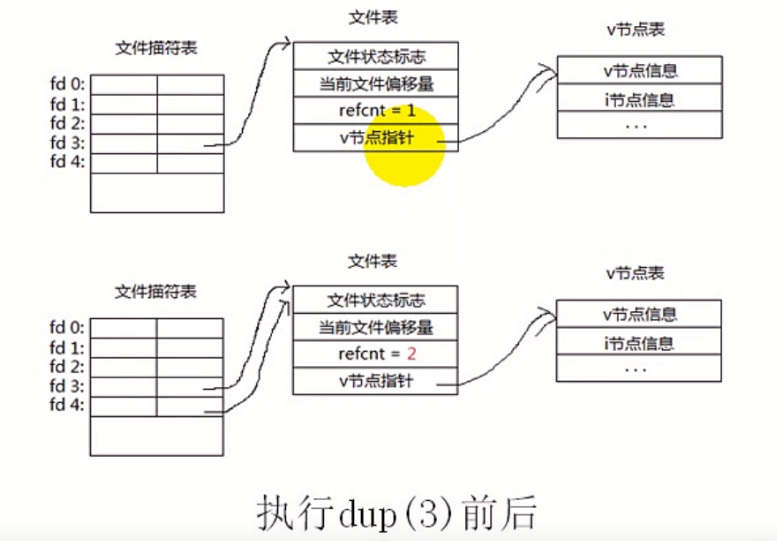 文件表
v节点表
文件描符表
文件状态标志
v节点信息
fd 0:
当前文件偏移量
i节点信息
fd 1:
refcnt = 1
...
fd 2:
v节点指针
fd 3:
fd 4:
文件表
v节点表
文件描符表
文件状态标志
v节点信息
fd 0:
当前文件偏移量
i节点信息
fd 1:
refcnt = 2
...
fd 2:
v节点指针
fd 3:
fd 4:
执行dup(3)前后